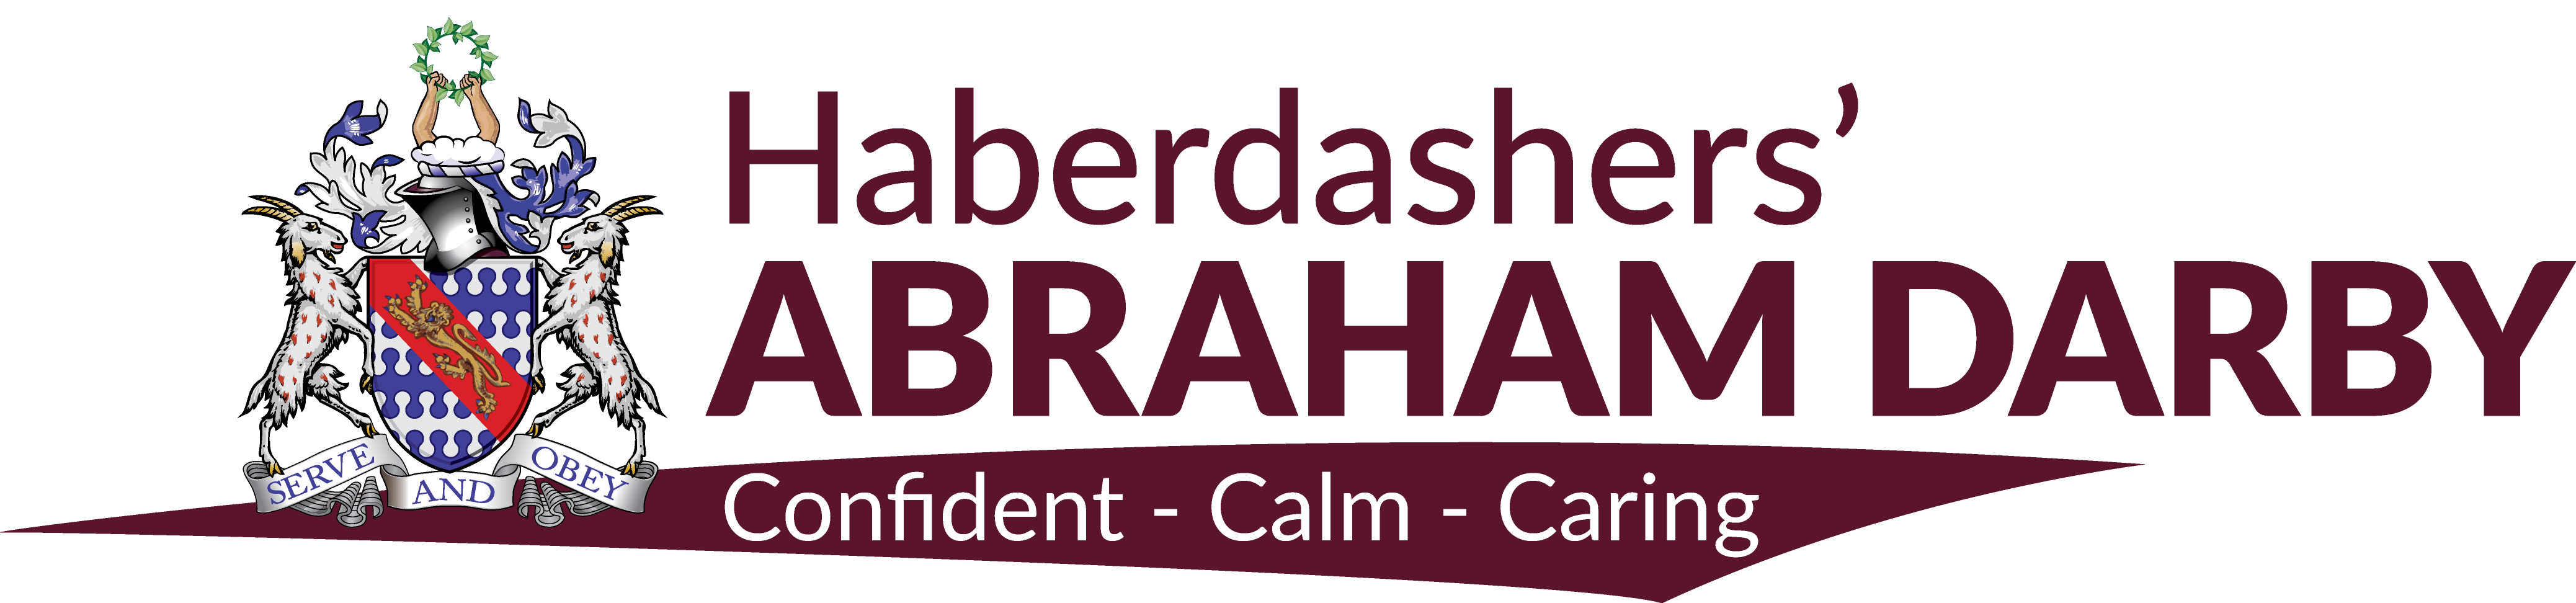 Haberdashers’
ABRAHAM DARBY
SERVE AND OBEY
Confident - Calm - Caring